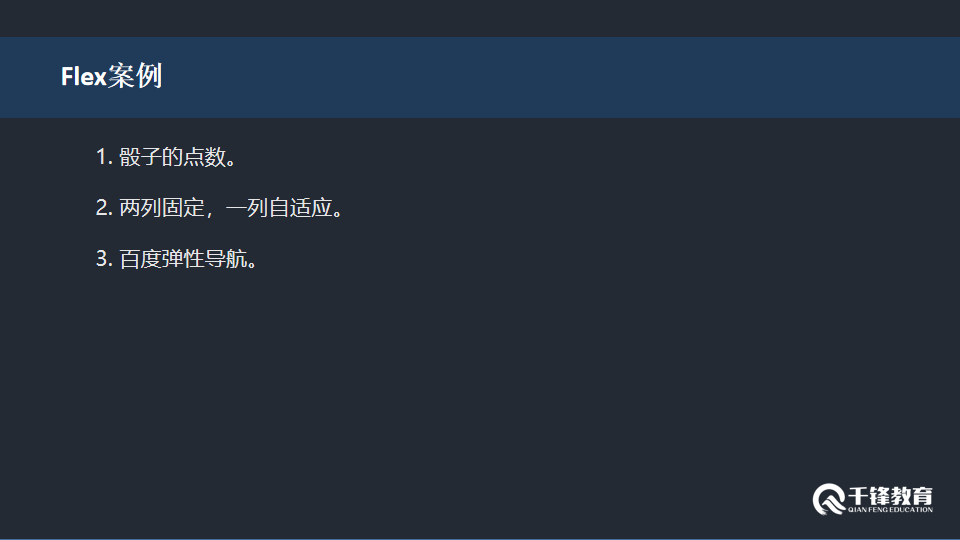 Flex案例
1. 骰子的点数。
2. 两列固定，一列自适应。
3. 百度弹性导航。
千锋教育
QIAN FENG EDUCATION